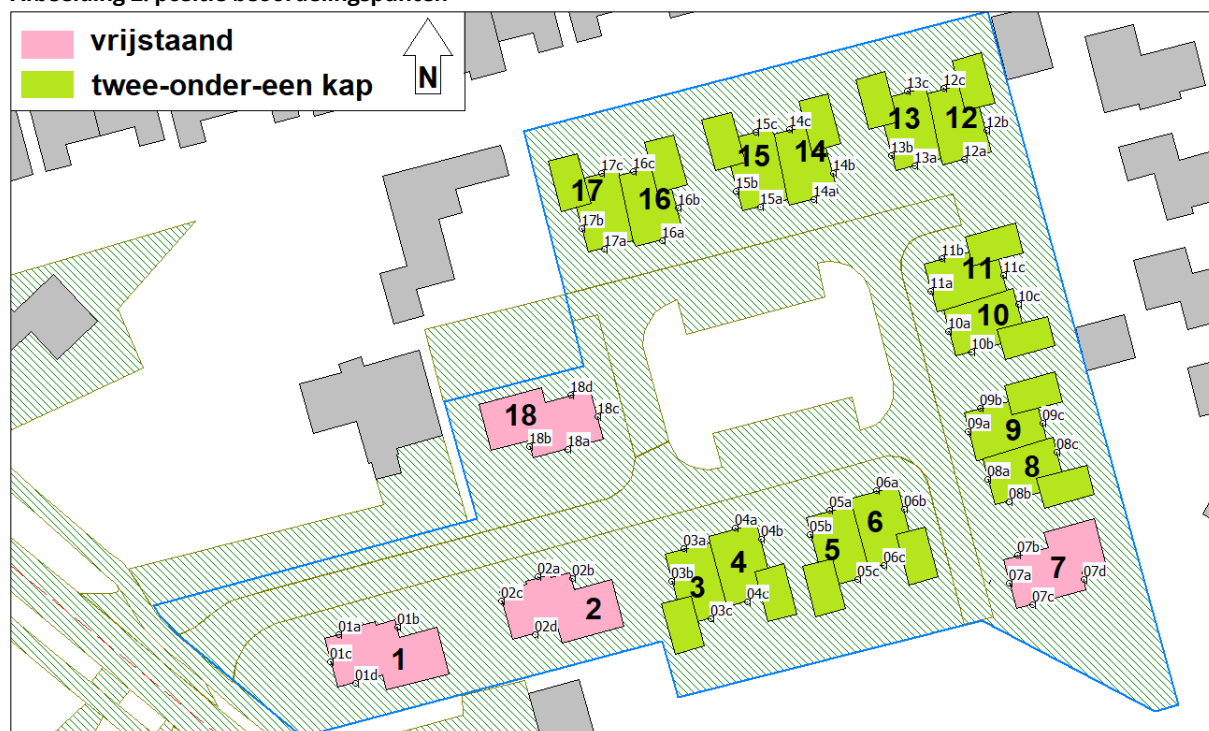 Afbeelding 2: positie beoordelingspunten
vrijstaand
twee-onder-een kap
N
13c
12c
13
12
12b
13b
13a
12a
15c
14c
15
14
14b
15b
15a
14a
17c
16c
17
16
16b
17b
17a
16a
11b
11
11c
11a
10c
10
10a
10b
18d
18
18c
18b
18a
09b
09c
09a
9
08c
8
08a
08b
06a
05a
06b
05b
6
5
06c
05c
04a
03a
04b
4
03b
3
04c
03c
07b
7
07a
07d
07c
02a
02b
02c
2
02d
01a
01b
01c
1
01d